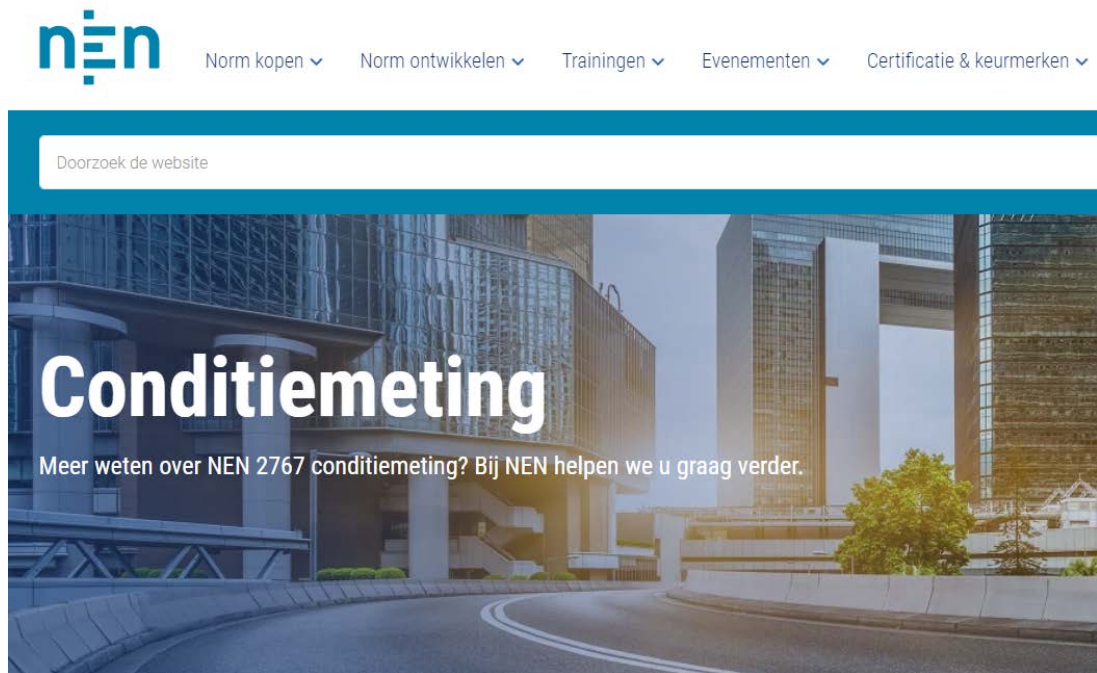 nen
Norm kopen Norm ontwikkelen Trainingen Evenementen Certificatie & keurmerken
Doorzoek de website
Conditiemeting
Meer weten over NEN 2767 conditiemeting? Bij NEN helpen we u graag verder.